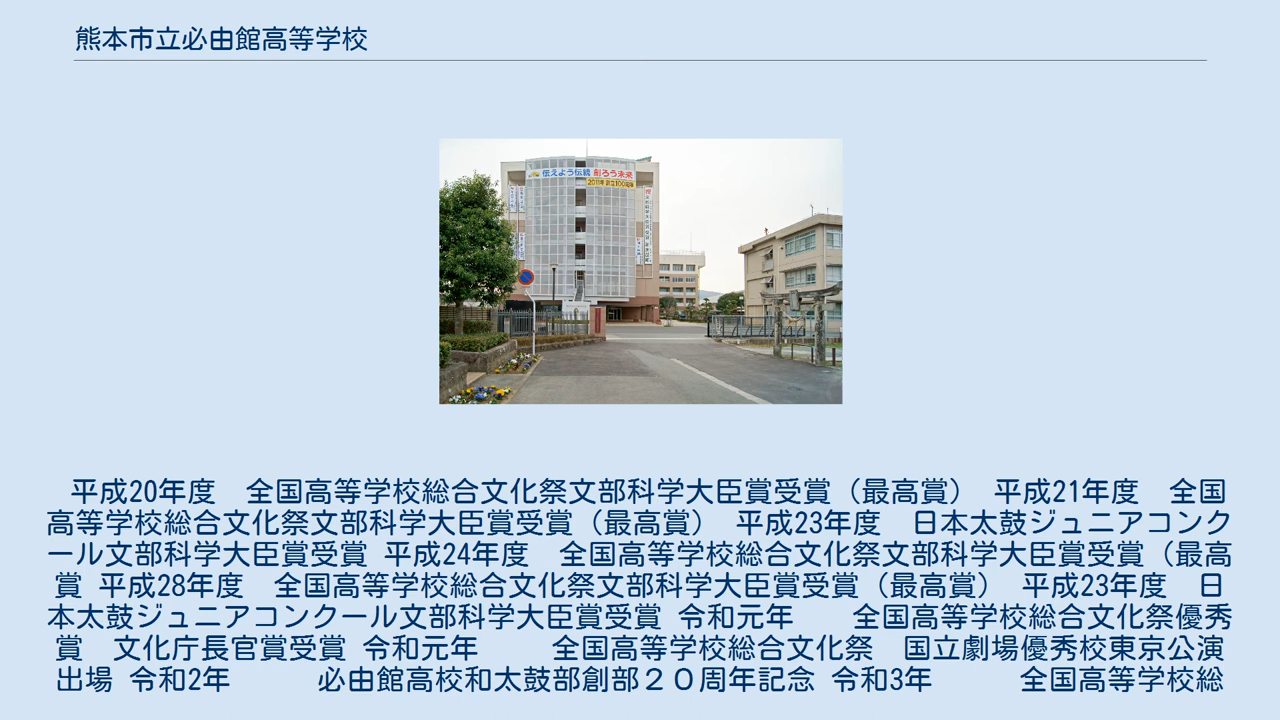 熊本市立必由館高等学校
伝えよう伝統 創ろう未来
2011年 創立100周年
平成20年度　全国高等学校総合文化祭文部科学大臣賞受賞（最高賞） 平成21年度　全国
高等学校総合文化祭文部科学大臣賞受賞（最高賞） 平成23年度　日本太鼓ジュニアコンク
ール文部科学大臣賞受賞 平成24年度　全国高等学校総合文化祭文部科学大臣賞受賞（最高
賞 平成28年度　全国高等学校総合文化祭文部科学大臣賞受賞（最高賞） 平成23年度　日
本太鼓ジュニアコンクール文部科学大臣賞受賞 令和元年　　全国高等学校総合文化祭優秀
賞　文化庁長官賞受賞 令和元年　　 全国高等学校総合文化祭　国立劇場優秀校東京公演
出場 令和2年　　　必由館高校和太鼓部創部２０周年記念 令和3年　　　全国高等学校総